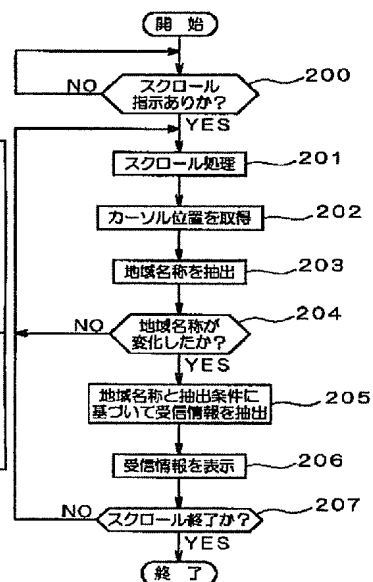 開 始
スクロール
指示ありか？
200
NO
YES
スクロール処理
201
カーソル位置を取得
202
地域名称を抽出
203
地域名称が
変化したか？
204
NO
YES
地域名称と抽出条件に
基づいて受信情報を抽出
205
受信情報を表示
206
スクロール終了か？
207
NO
YES
終 了